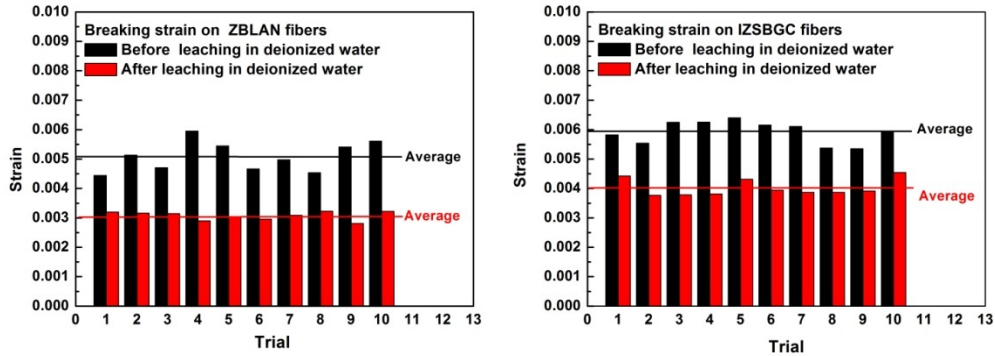 Breaking strain on ZBLAN fibers
Before leaching in deionized water
After leaching in deionized water
0.010
0.009
0.008
0.007
0.006
0.005
0.004
0.003
0.002
0.001
0.000
Strain
Average
Average
0 1 2 3 4 5 6 7 8 9 10 11 12 13
Trial
Breaking strain on IZSBGC fibers
Before leaching in deionized water
After leaching in deionized water
0.010
0.009
0.008
0.007
0.006
0.005
0.004
0.003
0.002
0.001
0.000
Strain
Average
Average
0 1 2 3 4 5 6 7 8 9 10 11 12 13
Trial